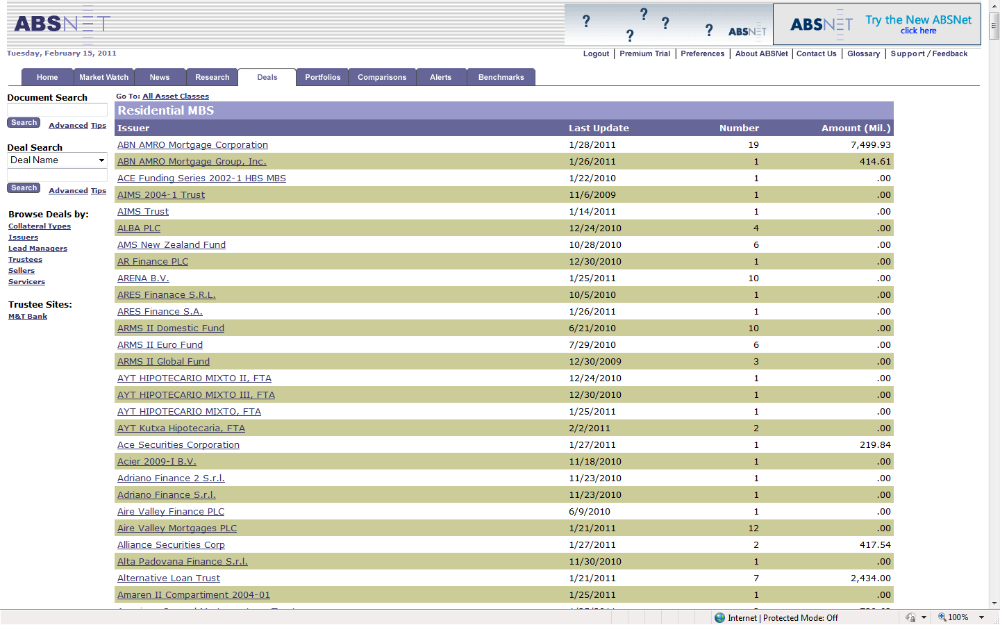 ABSNET
? ? ? ? ? ABSNET
ABSNET Try the New ABSNet
click here
Tuesday, February 15, 2011
Logout | Premium Trial | Preferences | About ABSNet | Contact Us | Glossary | Support / Feedback
Home Market Watch News Research Deals Portfolios Comparisons Alerts Benchmarks
Document Search
Search Advanced Tips
Deal Search
Deal Name
Search Advanced Tips
Browse Deals by:
Collateral Types
Issuers
Lead Managers
Trustees
Sellers
Servicers
Trustee Sites:
M&T Bank
Go To: All Asset Classes
Residential MBS
Issuer Last Update Number Amount (Mil.)
ABN AMRO Mortgage Corporation 1/28/2011 19 7,499.93
ABN AMRO Mortgage Group, Inc. 1/26/2011 1 414.61
ACE Funding Series 2002-1 HBS MBS 1/22/2010 1 .00
AIMS 2004-1 Trust 11/6/2009 1 .00
AIMS Trust 1/14/2011 1 .00
ALBA PLC 12/24/2010 4 .00
AMS New Zealand Fund 10/28/2010 6 .00
AR Finance PLC 12/30/2010 1 .00
ARENA B.V. 1/25/2011 10 .00
ARES Finanace S.R.L. 10/5/2010 1 .00
ARES Finance S.A. 1/26/2011 1 .00
ARMS II Domestic Fund 6/21/2010 10 .00
ARMS II Euro Fund 7/29/2010 6 .00
ARMS II Global Fund 12/30/2009 3 .00
AYT HIPOTECARIO MIXTO II, FTA 12/24/2010 1 .00
AYT HIPOTECARIO MIXTO III, FTA 12/30/2010 1 .00
AYT HIPOTECARIO MIXTO, FTA 1/25/2011 1 .00
AYT Kutxa Hipotecaria, FTA 2/2/2011 2 .00
Ace Securities Corporation 1/27/2011 1 219.84
Acier 2009-I B.V. 11/18/2010 1 .00
Adriano Finance 2 S.r.l. 11/23/2010 1 .00
Adriano Finance S.r.l. 11/23/2010 1 .00
Aire Valley Finance PLC 6/9/2010 1 .00
Aire Valley Mortgages PLC 1/21/2011 12 .00
Alliance Securities Corp 1/27/2011 2 417.54
Alta Padovana Finance S.r.l. 11/30/2010 1 .00
Alternative Loan Trust 1/21/2011 7 2,434.00
Amaren II Compartiment 2004-01 1/25/2011 1 .00
Internet | Protected Mode: Off 100%